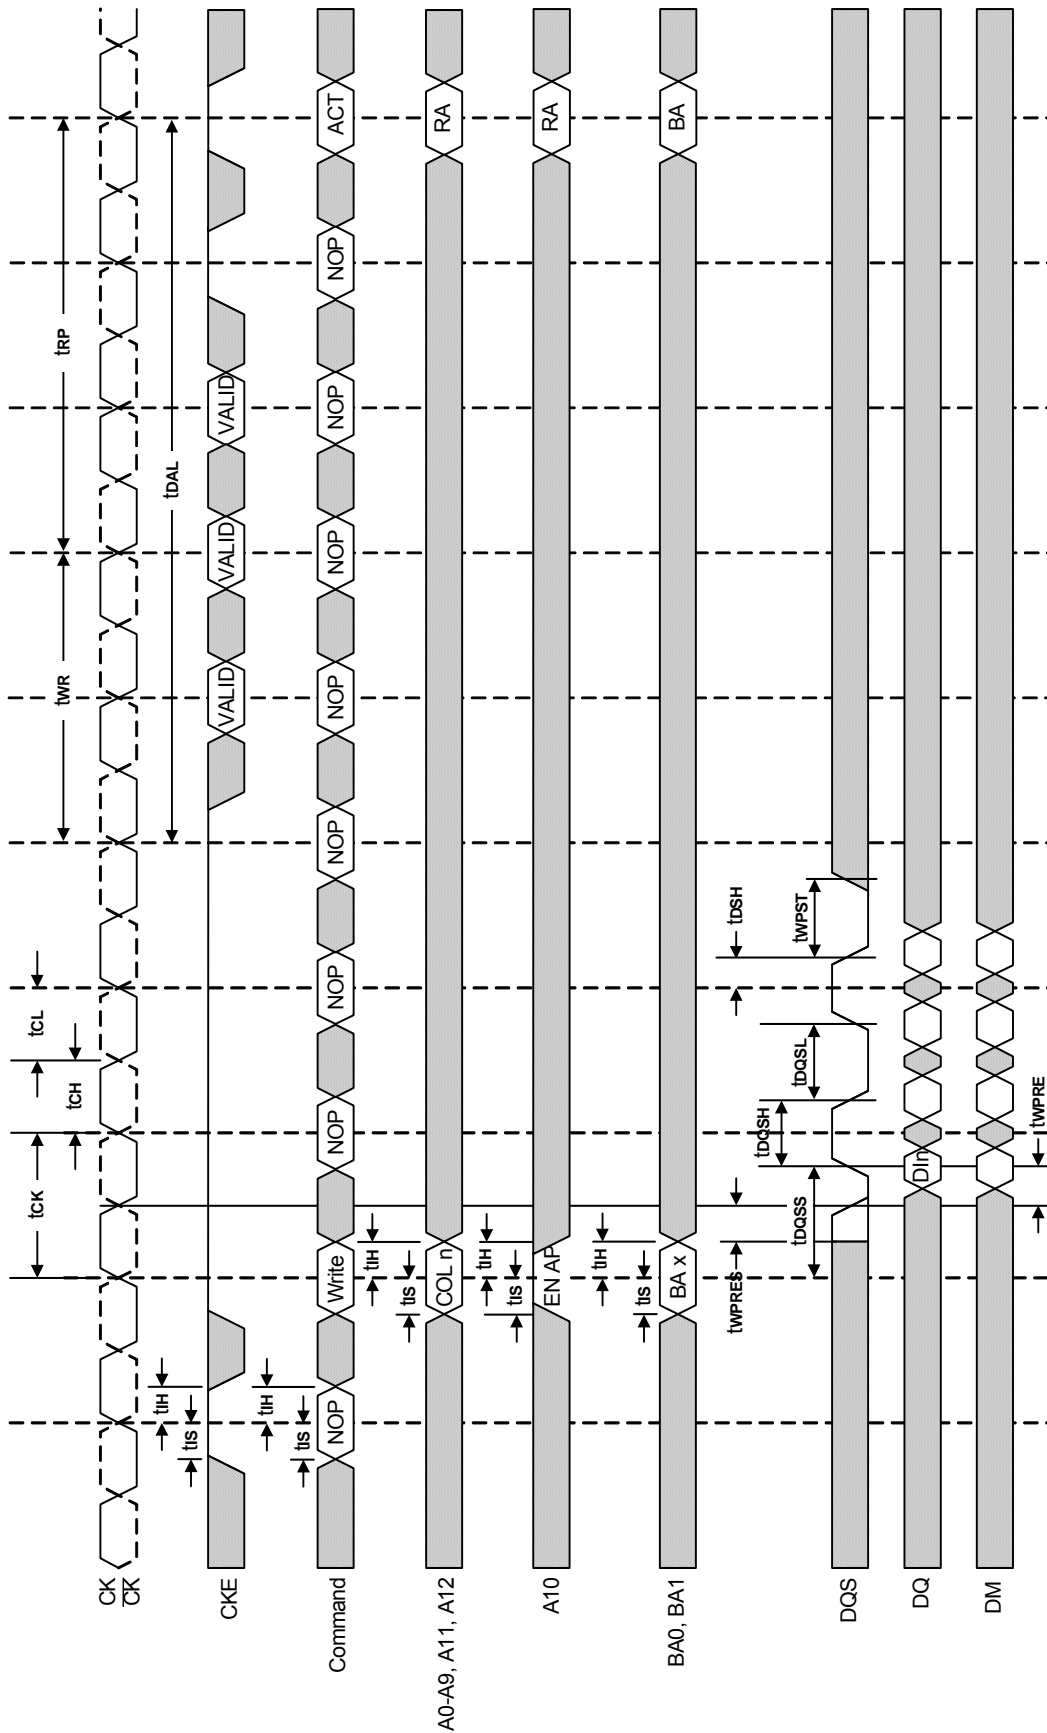 tCK
tCH
tCL
tWR
tRP
tDAL
CK
CK
tIS
tIH
CKE
VALID
VALID
VALID
tIS
tIH
Command
NOP
Write
NOP
NOP
NOP
NOP
NOP
NOP
NOP
ACT
tIS
tIH
A0-A9, A11, A12
COL n
RA
tIS
tIH
A10
EN AP
RA
tIS
tIH
BA0, BA1
BA x
BA
tWPRES
tDQSS
tDQSH
tDQSL
tDSH
tWPST
DQS
DQ
DIn
DM
tWPRE